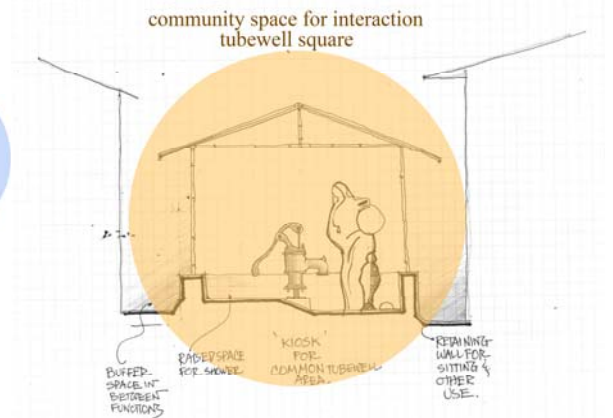 community space for interaction
tubewell square
BUFFER
SPACE IN
BETWEEN
FUNCTIONS
RAISED SPACE
FOR SHOWER
'KIOSK'
FOR
COMMON TUBEWELL
AREA.
RETAINING
WALL FOR
SITTING &
OTHER
USE.